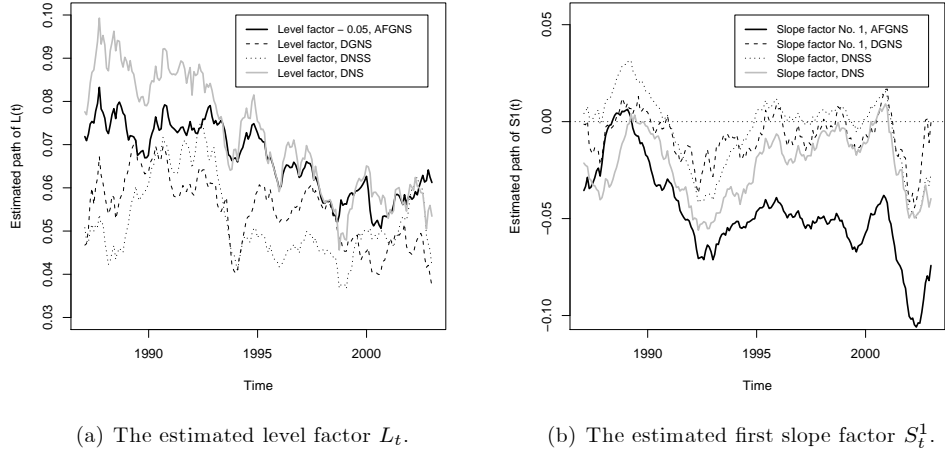 0.03 0.04 0.05 0.06 0.07 0.08 0.09 0.10
Estimated path of L(t)
Level factor − 0.05, AFGNS
Level factor, DGNS
Level factor, DNSS
Level factor, DNS
1990 1995 2000
Time
(a) The estimated level factor L_t.
−0.10 −0.05 0.00
Estimated path of S1(t)
Slope factor No. 1, AFGNS
Slope factor No. 1, DGNS
Slope factor, DNSS
Slope factor, DNS
1990 1995 2000
Time
(b) The estimated first slope factor S_t^1.